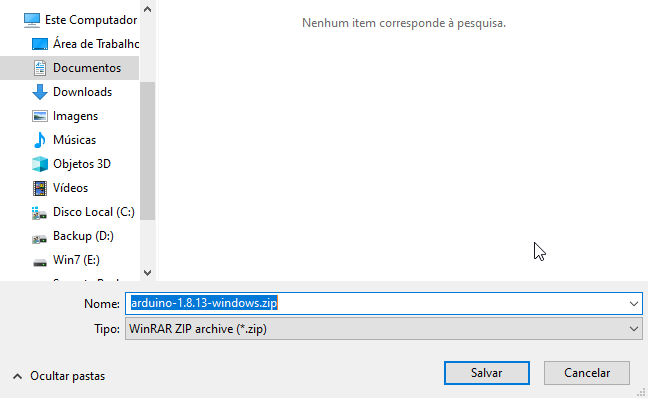 Este Computador
Área de Trabalho
Documentos
Downloads
Imagens
Músicas
Objetos 3D
Vídeos
Disco Local (C:)
Backup (D:)
Win7 (E:)
Nenhum item corresponde à pesquisa.
Nome: arduino-1.8.13-windows.zip
Tipo: WinRAR ZIP archive (*.zip)
Ocultar pastas
Salvar
Cancelar